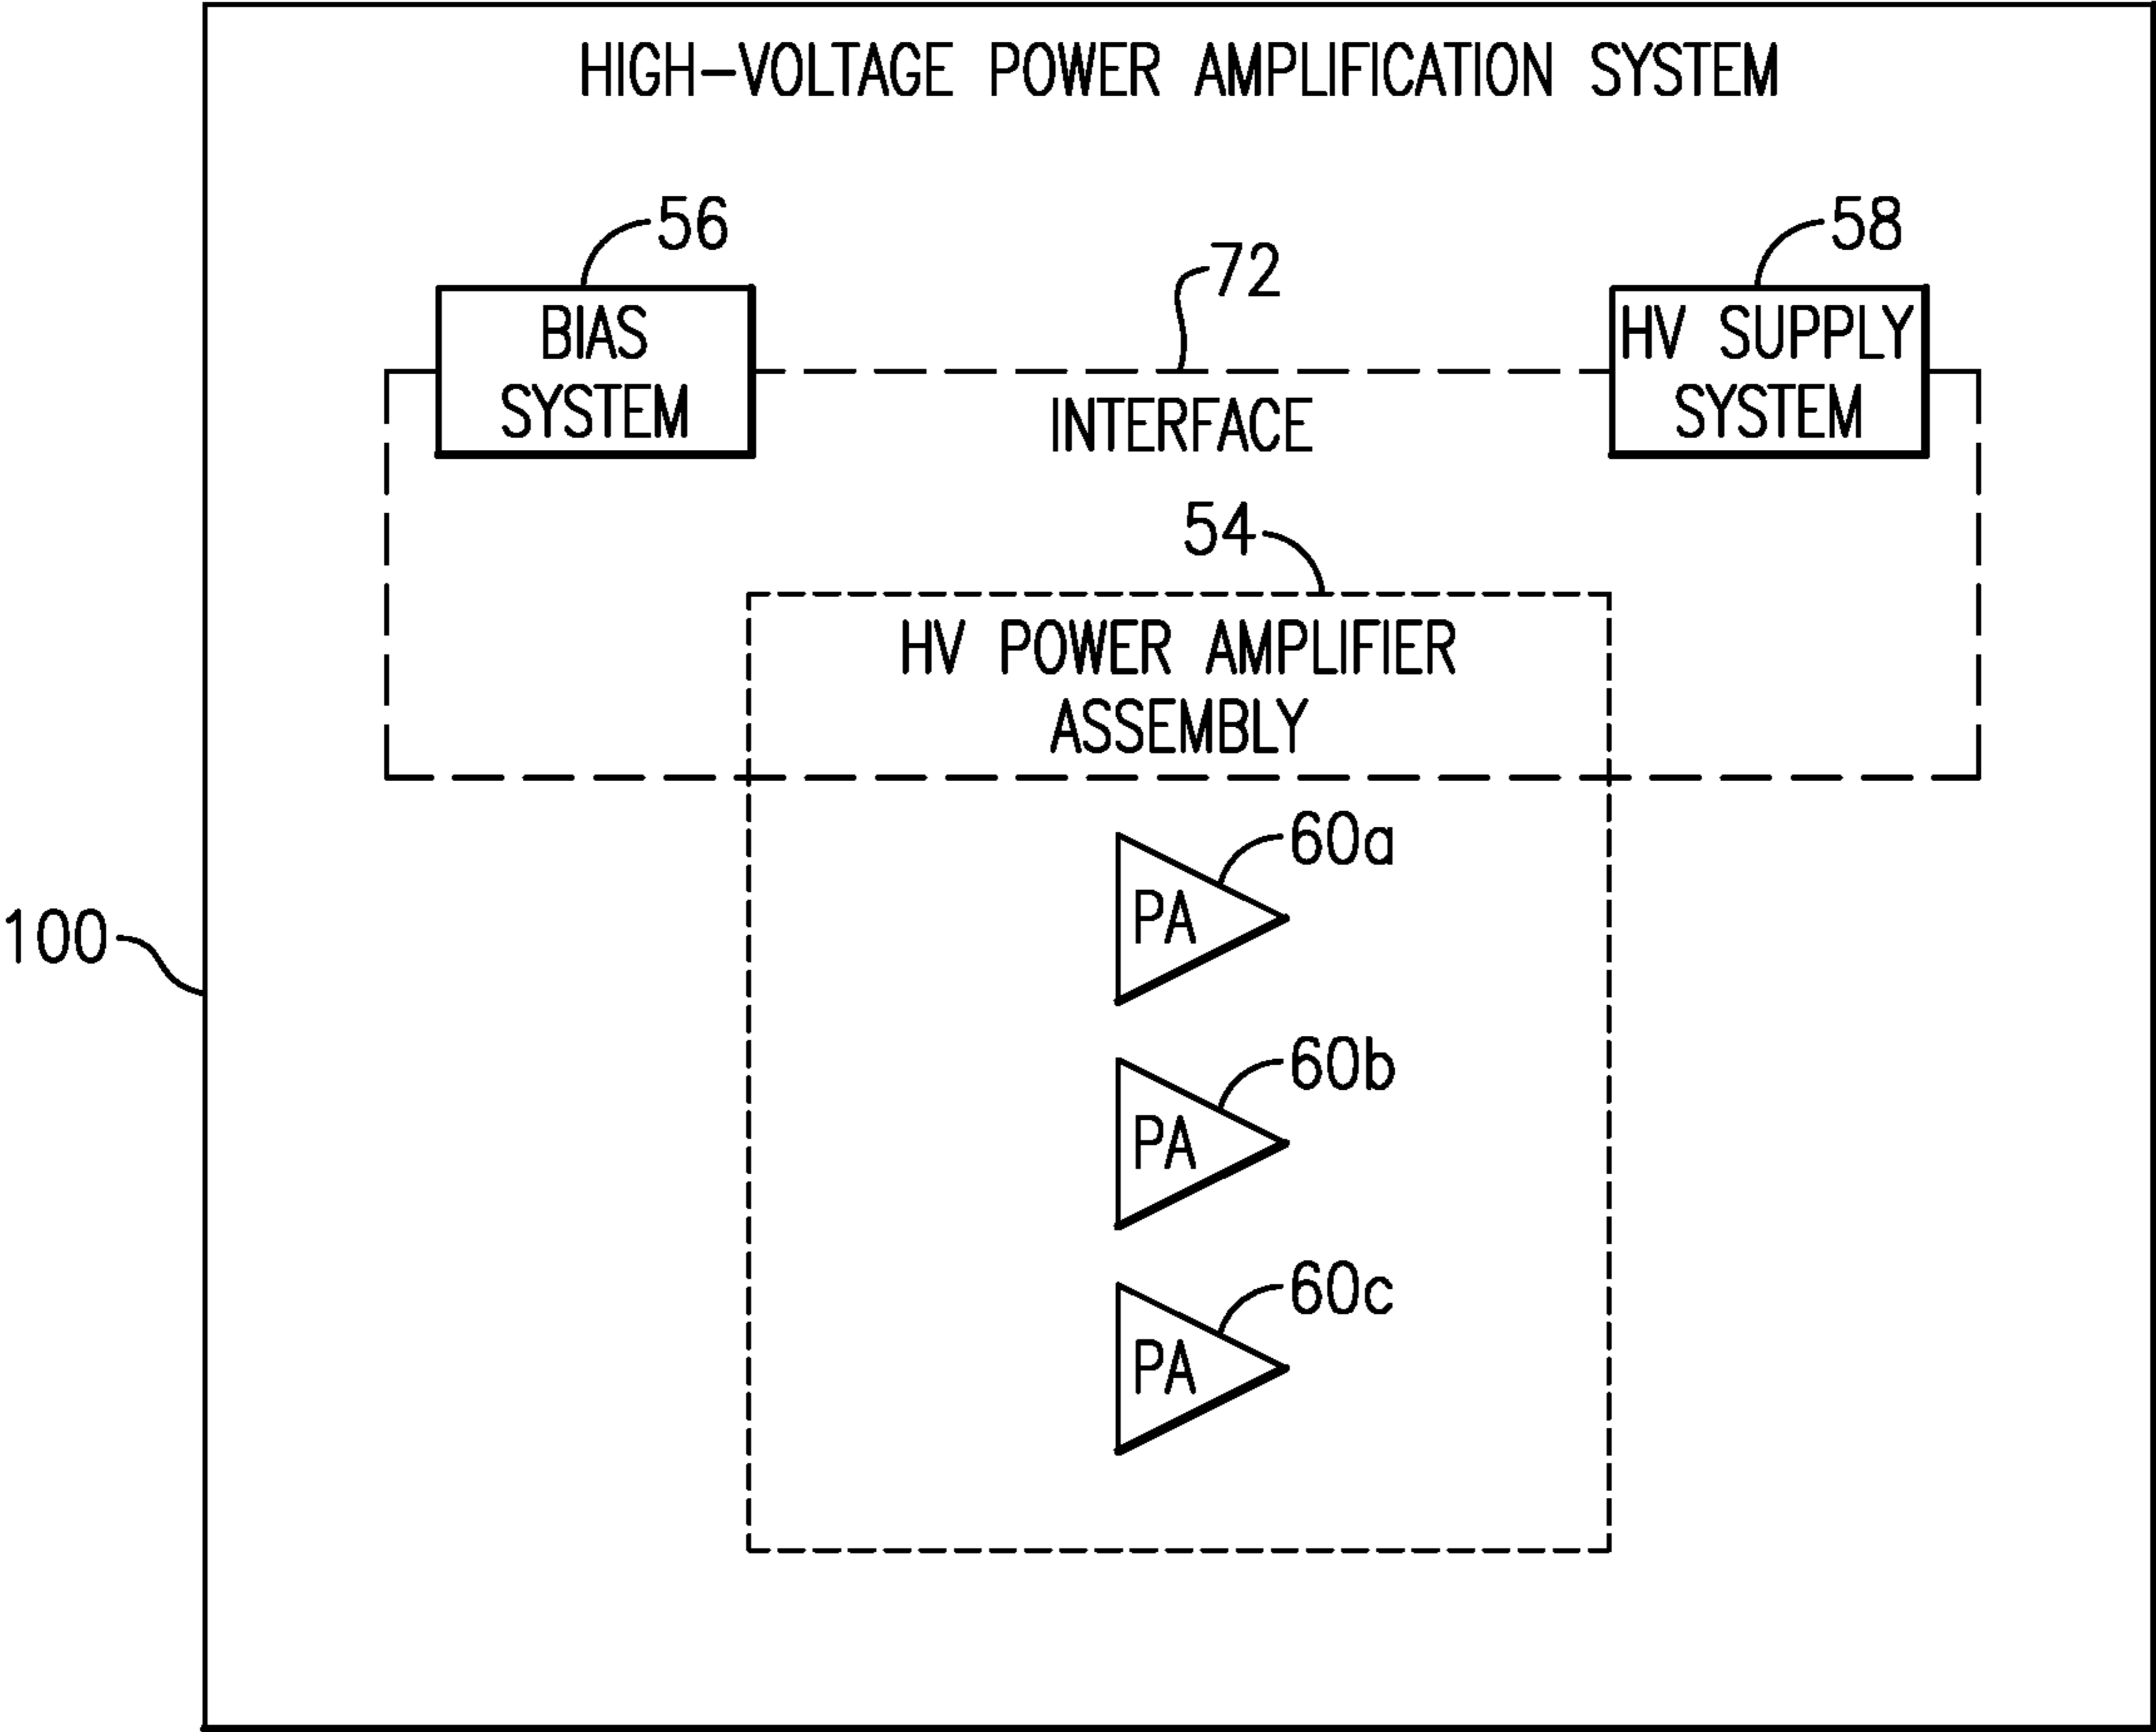 HIGH-VOLTAGE POWER AMPLIFICATION SYSTEM
56
72
58
BIAS
SYSTEM
INTERFACE
HV SUPPLY
SYSTEM
54
HV POWER AMPLIFIER
ASSEMBLY
60a
PA
100
60b
PA
60c
PA